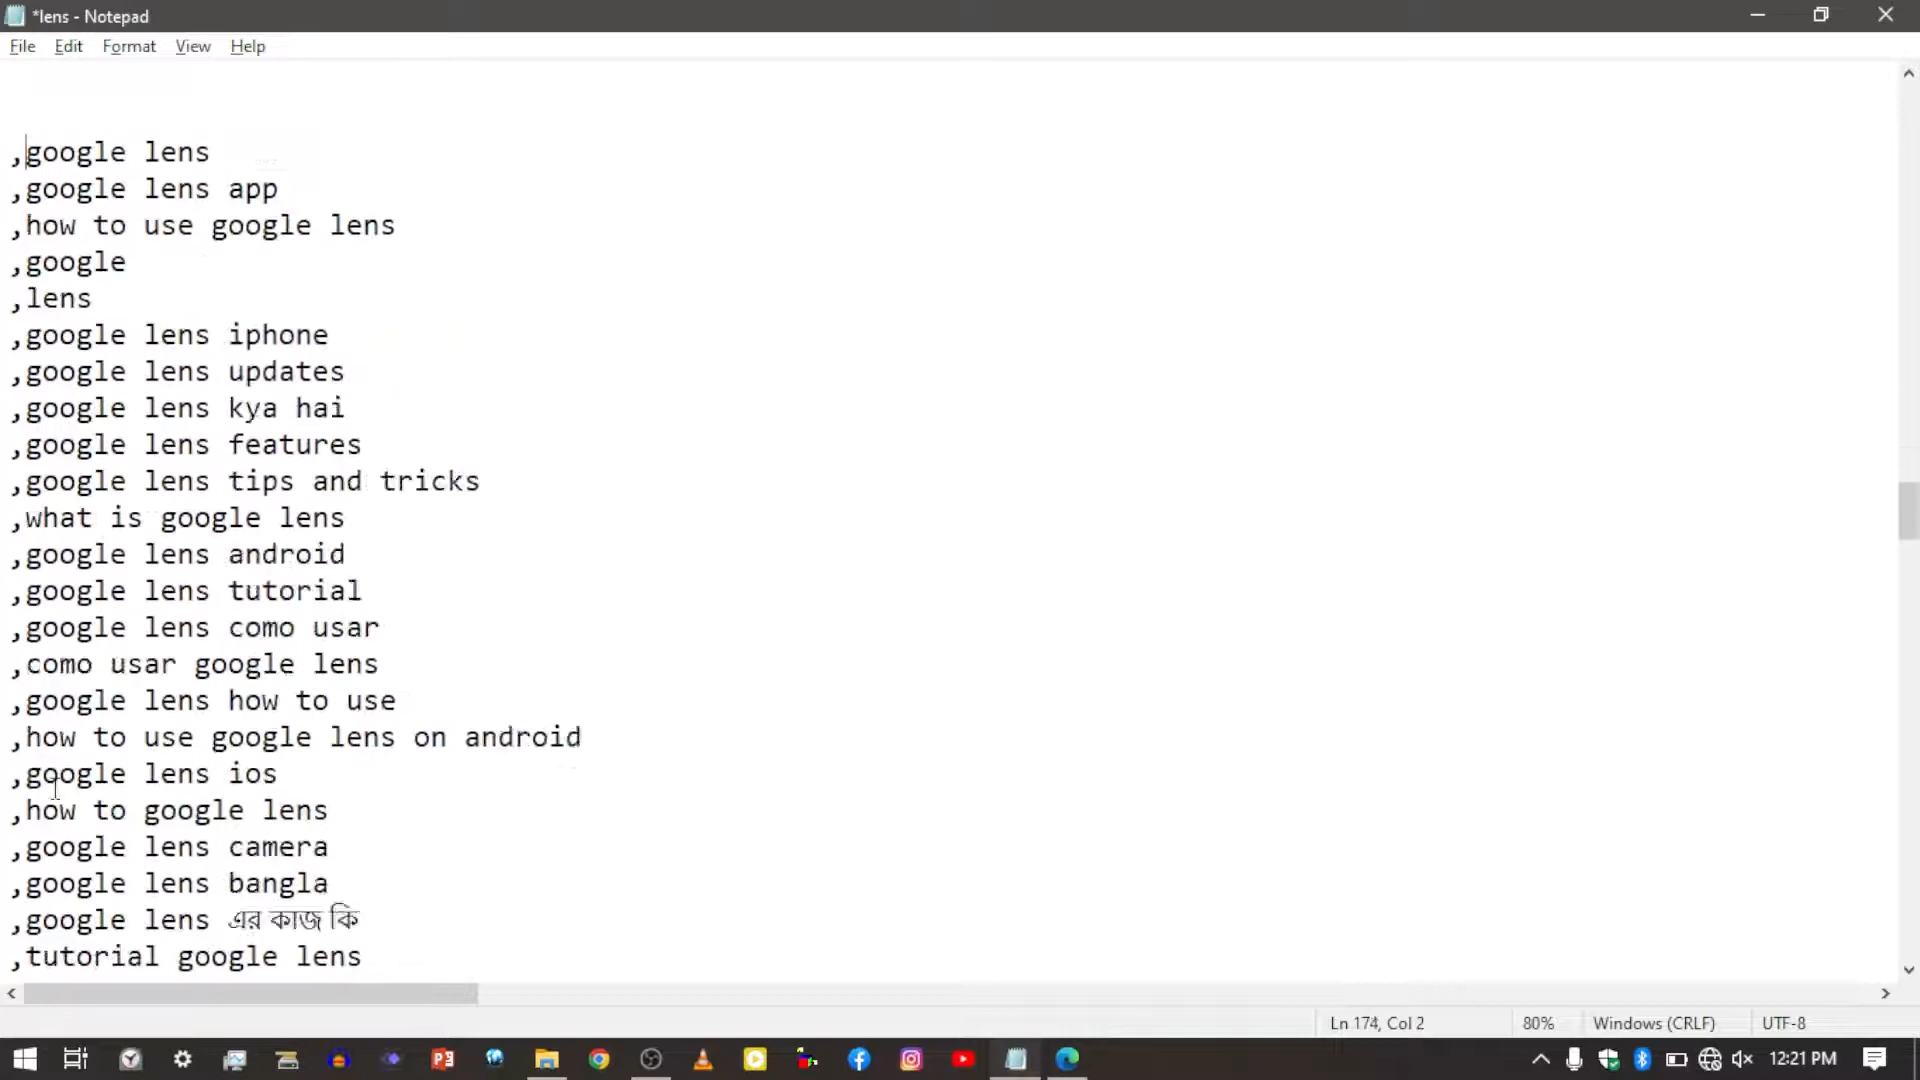 *lens - Notepad
File Edit Format View Help
,google lens
,google lens app
,how to use google lens
,google
,lens
,google lens iphone
,google lens updates
,google lens kya hai
,google lens features
,google lens tips and tricks
,what is google lens
,google lens android
,google lens tutorial
,google lens como usar
,como usar google lens
,google lens how to use
,how to use google lens on android
,google lens ios
,how to google lens
,google lens camera
,google lens bangla
,google lens এর কাজ কি
,tutorial google lens
Ln 174, Col 2 80% Windows (CRLF) UTF-8
12:21 PM